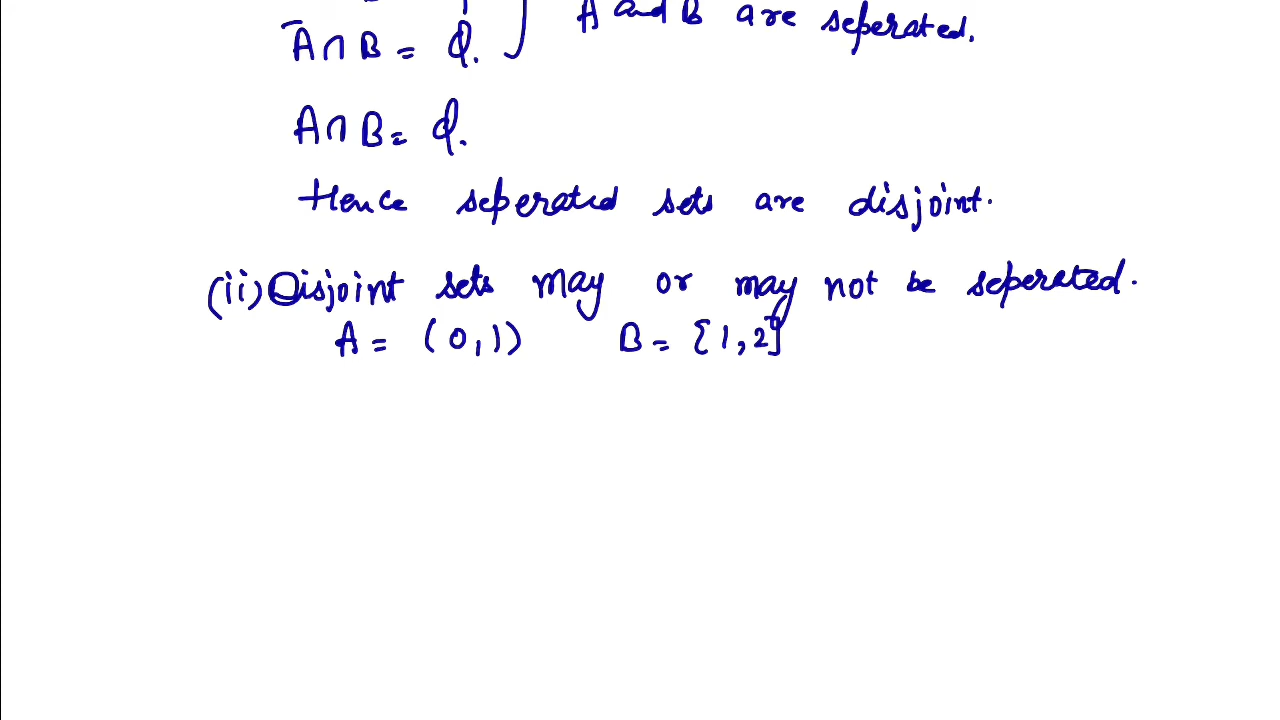 A and B are seperated.
Ā∩B = φ.
A∩B = φ.
Hence seperated sets are disjoint.
(ii) Disjoint sets may or may not be seperated.
A = (0,1) B = [1,2]